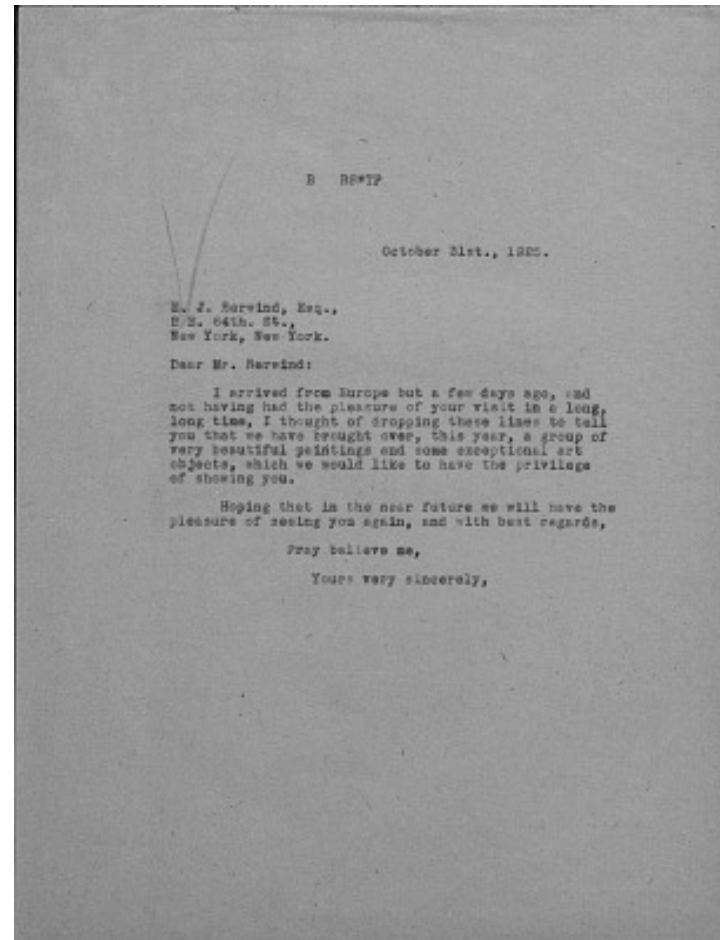 B BS*TP
October 31st., 1925.
E. J. Berwind, Esq.,
2 E. 64th. St.,
New York, New York.
Dear Mr. Berwind:
I arrived from Europe but a few days ago, and
not having had the pleasure of your visit in a long,
long time, I thought of dropping these lines to tell
you that we have brought over, this year, a group of
very beautiful paintings and some exceptional art
objects, which we would like to have the privilege
of showing you.
Hoping that in the near future we will have the
pleasure of seeing you again, and with best regards,
Pray believe me,
Yours very sincerely,